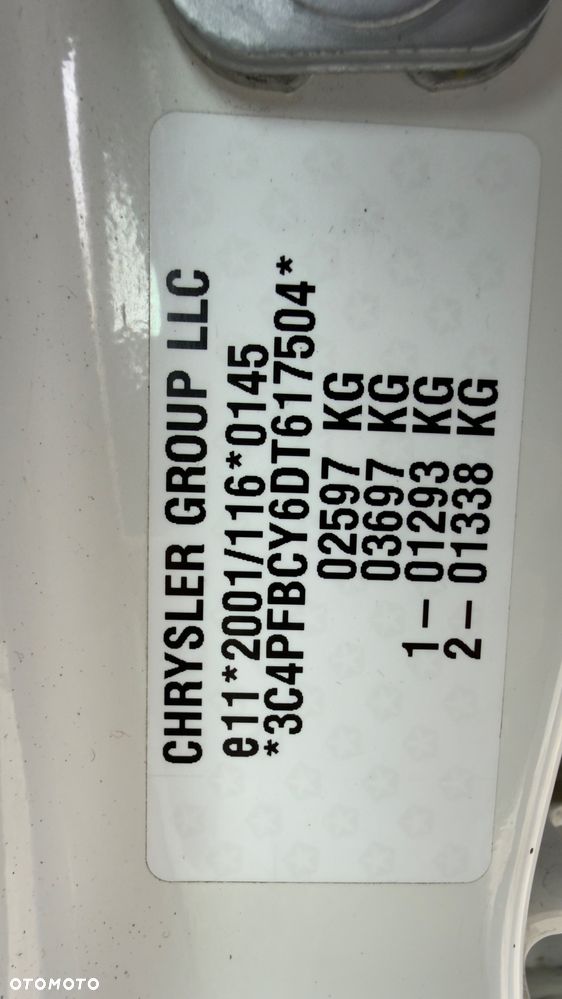 CHRYSLER GROUP LLC
e11*2001/116*0145
*3C4PFBCY6DT617504*
02597 KG
03697 KG
1– 01293 KG
2– 01338 KG
OTOMOTO